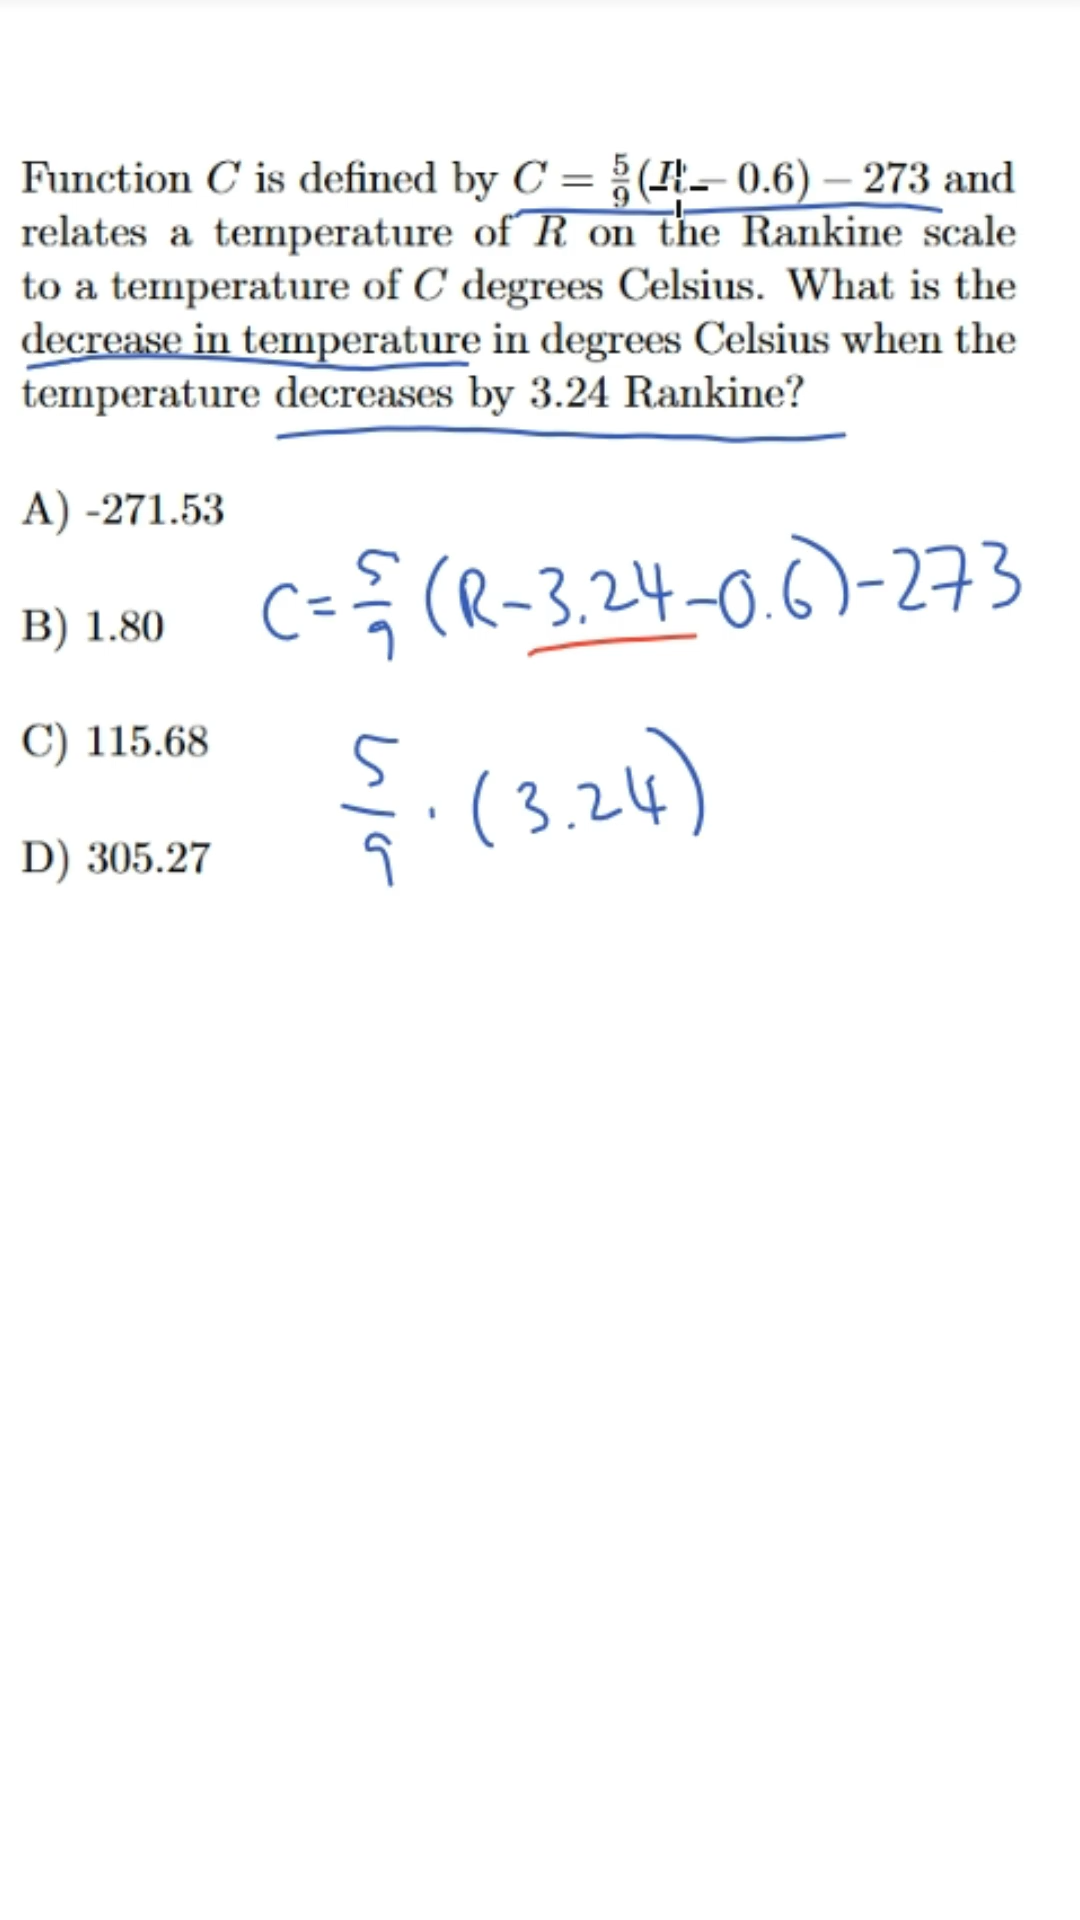 Function C is defined by C = 5/9(R – 0.6) – 273 and
relates a temperature of R on the Rankine scale
to a temperature of C degrees Celsius. What is the
decrease in temperature in degrees Celsius when the
temperature decreases by 3.24 Rankine?
A) -271.53
C = 5/9 (R-3.24-0.6)-273
B) 1.80
C) 115.68
5/9 · (3.24)
D) 305.27